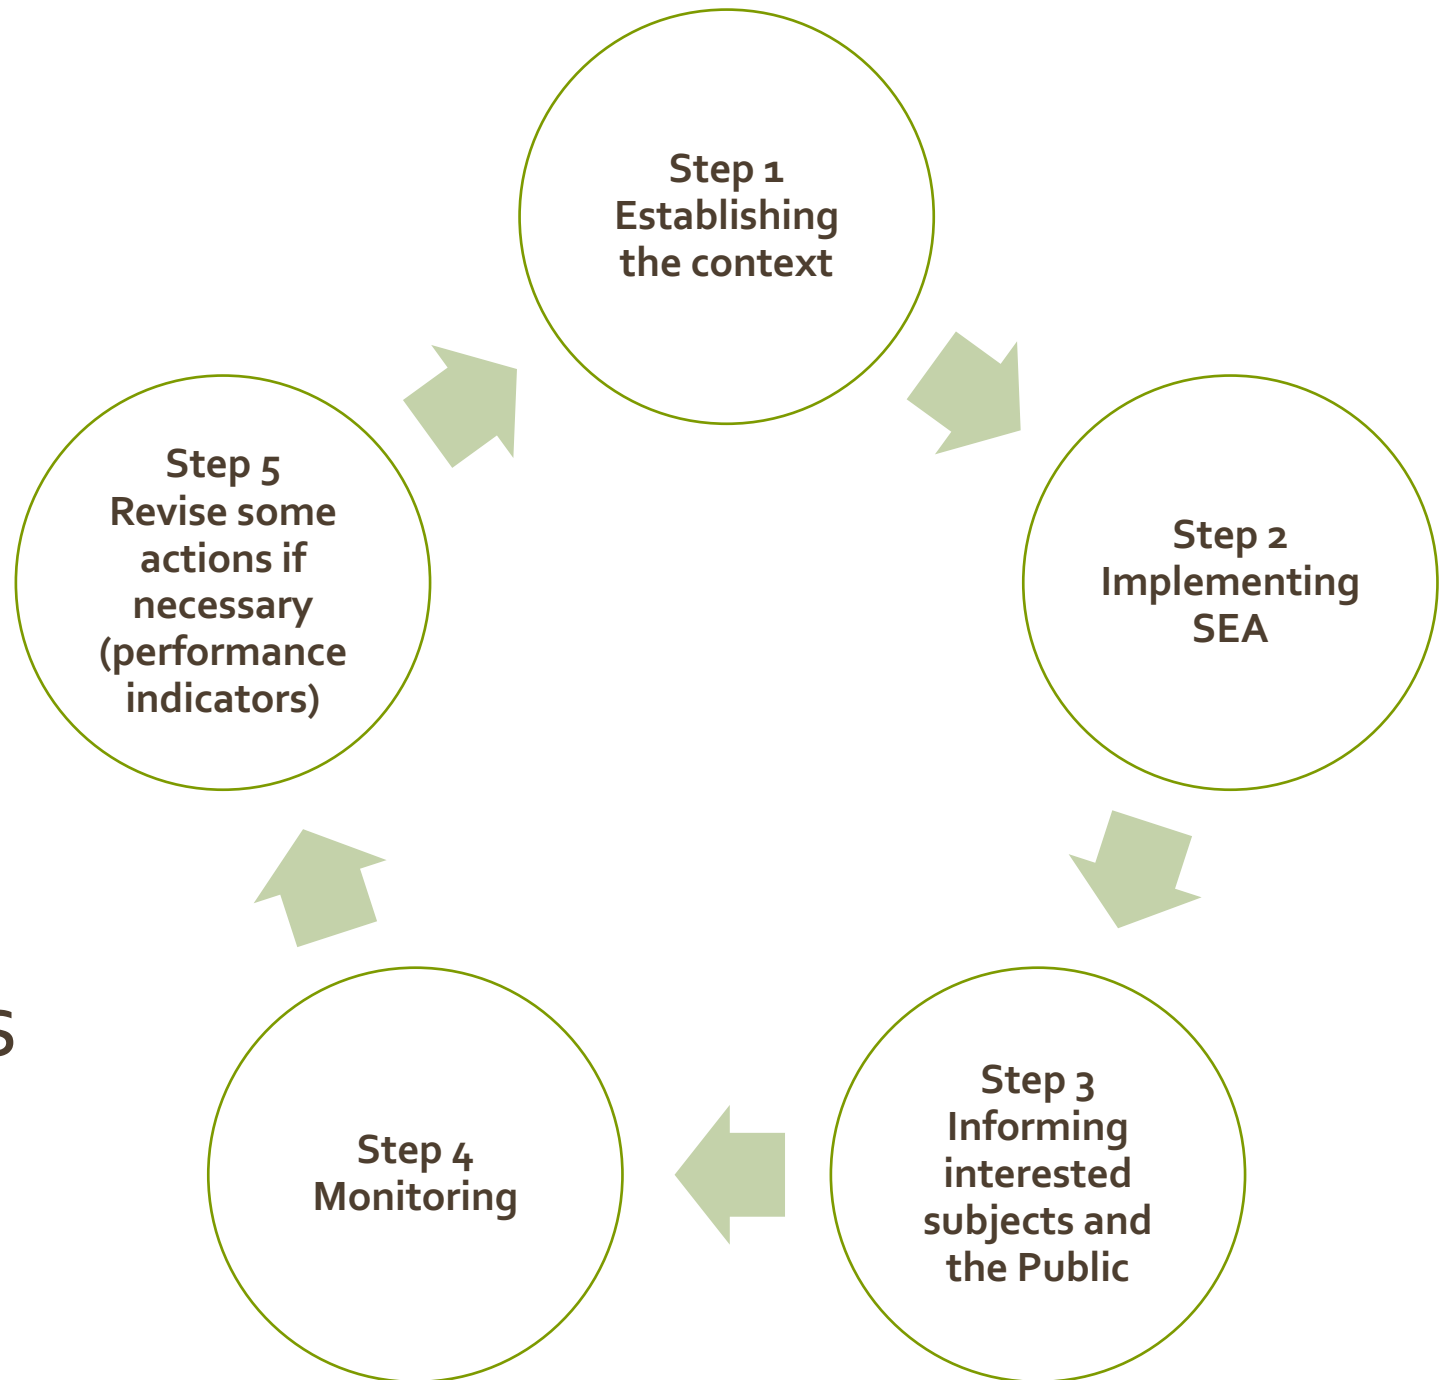 Step 1
Establishing
the context
Step 2
Implementing
SEA
Step 3
Informing
interested
subjects and
the Public
Step 4
Monitoring
Step 5
Revise some
actions if
necessary
(performance
indicators)